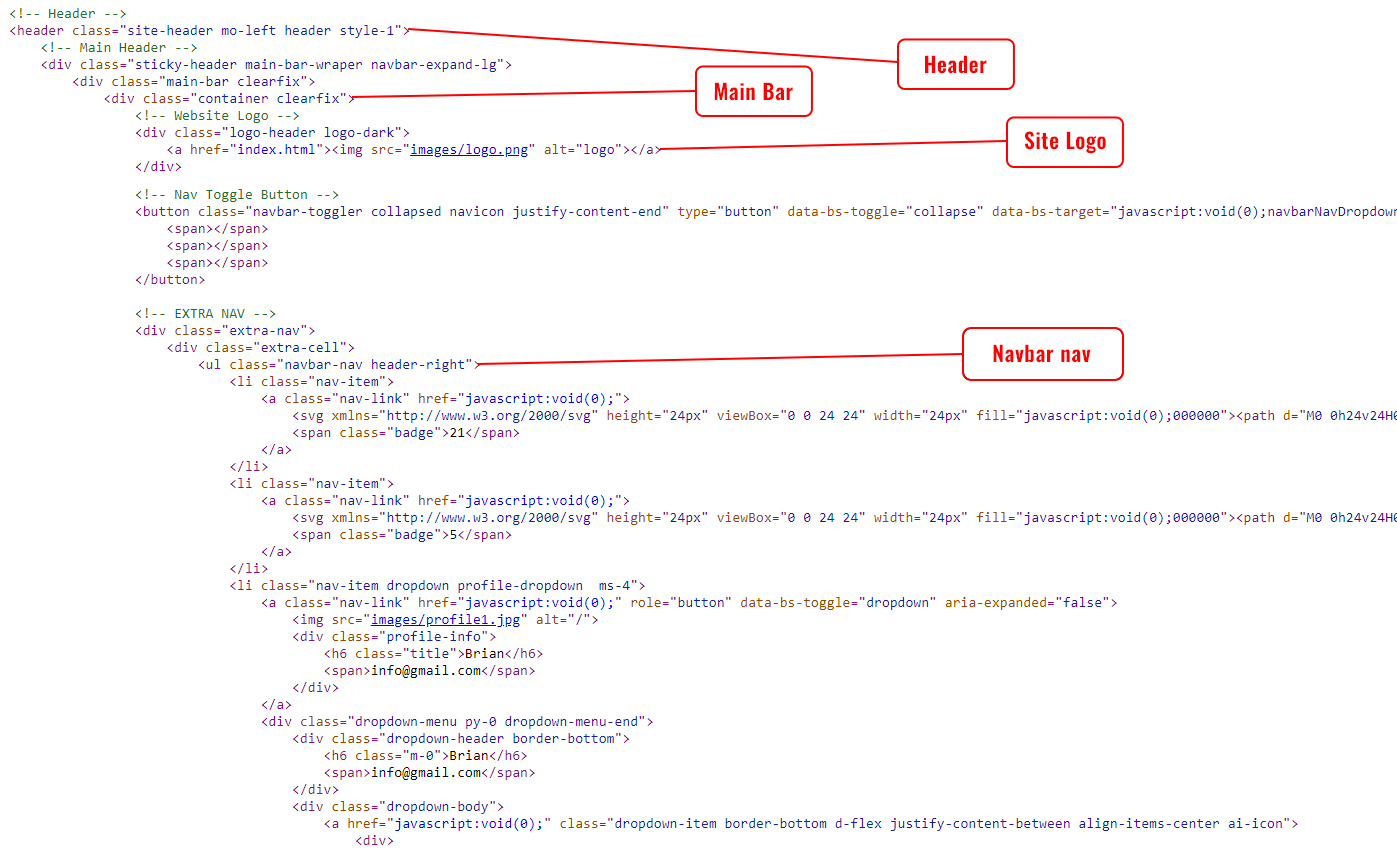 <!-- Header -->
<header class="site-header mo-left header style-1">
Header
<!-- Main Header -->
<div class="sticky-header main-bar-wraper navbar-expand-lg">
<div class="main-bar clearfix">
Main Bar
<div class="container clearfix">
<!-- Website Logo -->
<div class="logo-header logo-dark">
<a href="index.html"><img src="images/logo.png" alt="logo"></a>
Site Logo
</div>
<!-- Nav Toggle Button -->
<button class="navbar-toggler collapsed navicon justify-content-end" type="button" data-bs-toggle="collapse" data-bs-target="javascript:void(0);navbarNavDropdown
<span></span>
<span></span>
<span></span>
</button>
<!-- EXTRA NAV -->
<div class="extra-nav">
<div class="extra-cell">
Navbar nav
<ul class="navbar-nav header-right">
<li class="nav-item">
<a class="nav-link" href="javascript:void(0);">
<svg xmlns="http://www.w3.org/2000/svg" height="24px" viewBox="0 0 24 24" width="24px" fill="javascript:void(0);000000"><path d="M0 0h24v24H0
<span class="badge">21</span>
</a>
</li>
<li class="nav-item">
<a class="nav-link" href="javascript:void(0);">
<svg xmlns="http://www.w3.org/2000/svg" height="24px" viewBox="0 0 24 24" width="24px" fill="javascript:void(0);000000"><path d="M0 0h24v24H0
<span class="badge">5</span>
</a>
</li>
<li class="nav-item dropdown profile-dropdown  ms-4">
<a class="nav-link" href="javascript:void(0);" role="button" data-bs-toggle="dropdown" aria-expanded="false">
<img src="images/profile1.jpg" alt="/">
<div class="profile-info">
<h6 class="title">Brian</h6>
<span>info@gmail.com</span>
</div>
</a>
<div class="dropdown-menu py-0 dropdown-menu-end">
<div class="dropdown-header border-bottom">
<h6 class="m-0">Brian</h6>
<span>info@gmail.com</span>
</div>
<div class="dropdown-body">
<a href="javascript:void(0);" class="dropdown-item border-bottom d-flex justify-content-between align-items-center ai-icon">
<div>